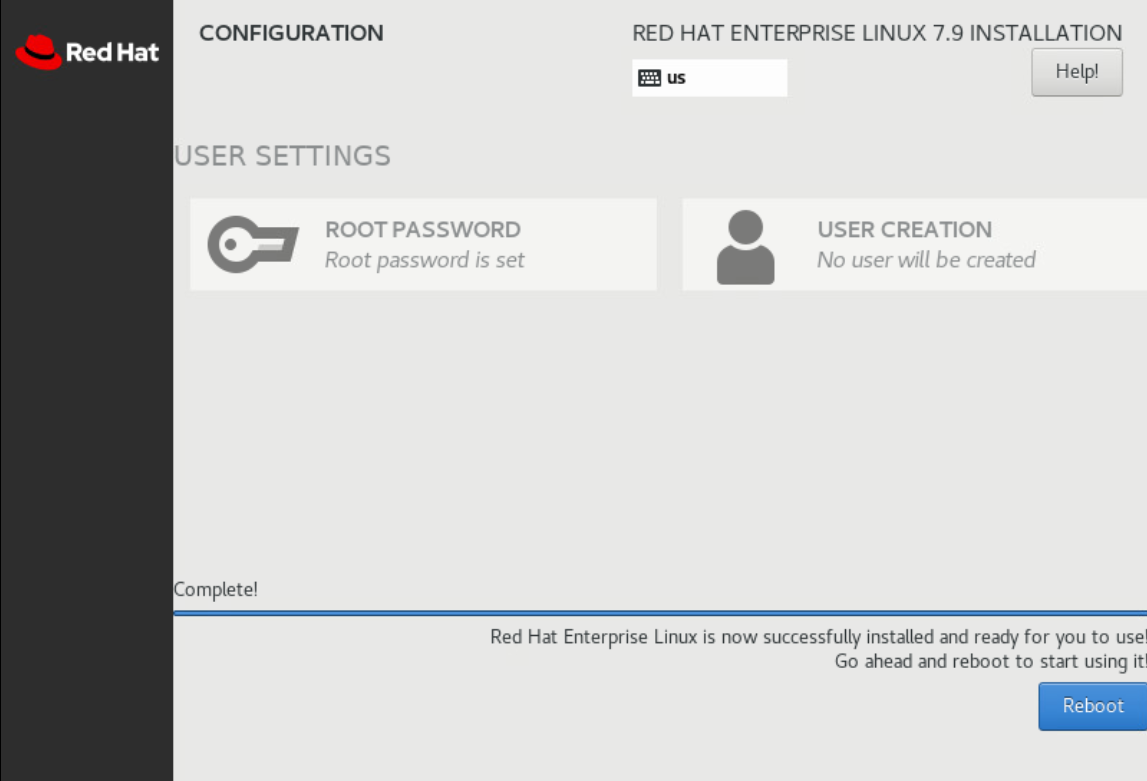 Red Hat
CONFIGURATION
RED HAT ENTERPRISE LINUX 7.9 INSTALLATION
us
Help!
USER SETTINGS
ROOT PASSWORD
Root password is set
USER CREATION
No user will be created
Complete!
Red Hat Enterprise Linux is now successfully installed and ready for you to use!
Go ahead and reboot to start using it!
Reboot